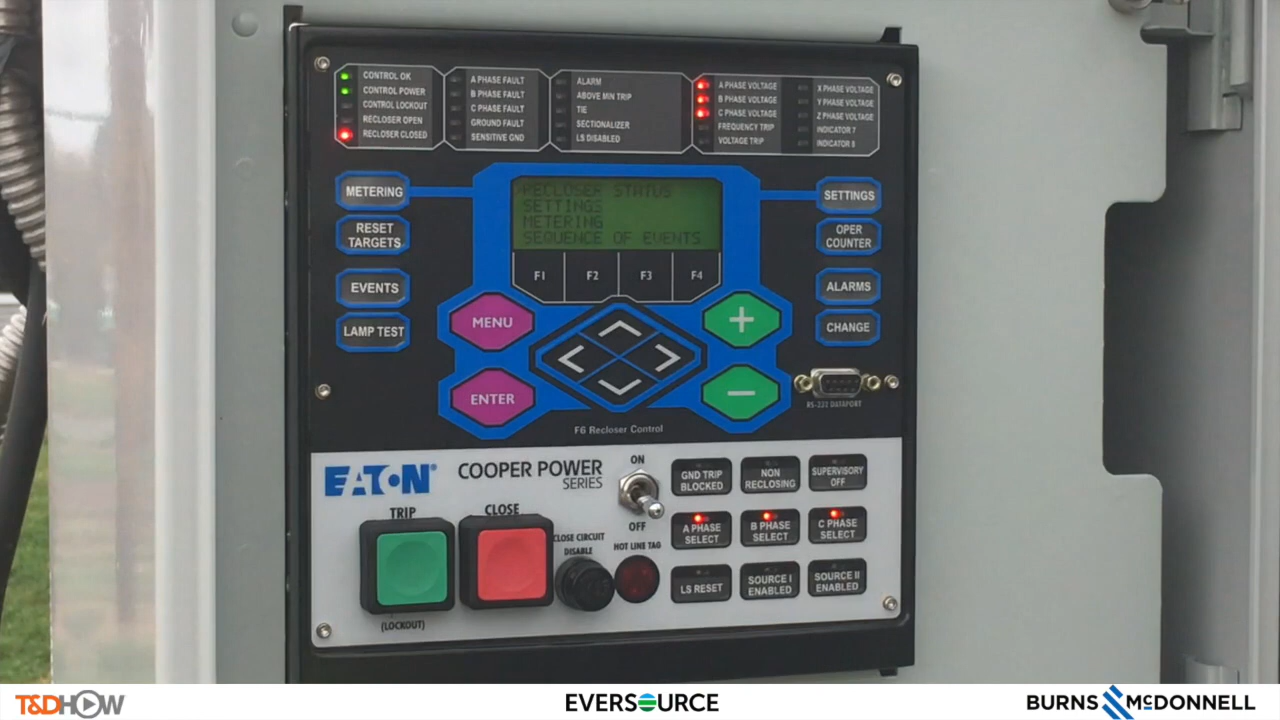 CONTROL OK
CONTROL POWER
CONTROL LOCKOUT
RECLOSER OPEN
RECLOSER CLOSED
A PHASE FAULT
B PHASE FAULT
C PHASE FAULT
GROUND FAULT
SENSITIVE GND
ALARM
ABOVE MIN TRIP
TIE
SECTIONALIZER
LS DISABLED
A PHASE VOLTAGE
B PHASE VOLTAGE
C PHASE VOLTAGE
FREQUENCY TRIP
VOLTAGE TRIP
X PHASE VOLTAGE
Y PHASE VOLTAGE
Z PHASE VOLTAGE
INDICATOR 7
INDICATOR 8
METERING
RESET
TARGETS
EVENTS
LAMP TEST
RECLOSER STATUS
SETTINGS
METERING
SEQUENCE OF EVENTS
F1 F2 F3 F4
SETTINGS
OPER
COUNTER
ALARMS
CHANGE
MENU
ENTER
+
−
RS-232 DATAPORT
F6 Recloser Control
EATON
COOPER POWER
SERIES
ON
OFF
TRIP
(LOCKOUT)
CLOSE
CLOSE CIRCUIT
DISABLE
HOT LINE TAG
GND TRIP
BLOCKED
NON
RECLOSING
SUPERVISORY
OFF
A PHASE
SELECT
B PHASE
SELECT
C PHASE
SELECT
LS RESET
SOURCE I
ENABLED
SOURCE II
ENABLED
T&DHOW
EVERSOURCE
BURNS McDONNELL